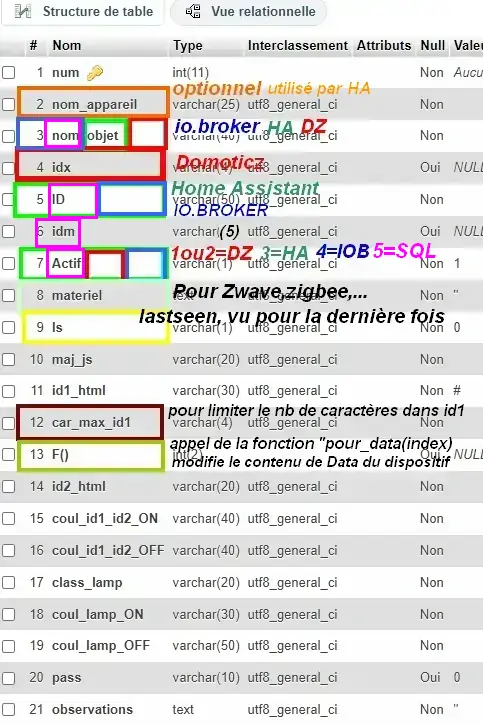 Structure de table Vue relationnelle
# Nom Type Interclassement Attributs Null Valeu
1 num int(11) Non Aucu
optionnel utilisé par HA
2 nom_appareil varchar(25) utf8_general_ci Non
io.broker HA DZ
3 nom objet varchar(40) utf8_general_ci Non
Domoticz
4 idx utf8_general_ci Oui NULL
Home Assistant
5 ID varchar(50) utf8_general_ci Non
IO.BROKER
6 idm varchar(5) utf8_general_ci Oui NULL
1ou2=DZ 3=HA 4=IOB 5=SQL
7 Actif varchar(1) utf8_general_ci Non 1
Pour Zwave zigbee,...
8 materiel text Non "
lastseen, vu pour la dernière fois
9 ls varchar(1) utf8_general_ci Non 0
10 maj_js varchar(20) utf8_general_ci Non
11 id1_html varchar(30) utf8_general_ci Non #
pour limiter le nb de caractères dans id1
12 car_max_id1 varchar(4) utf8_general_ci Non
appel de la fonction "pour_data(index)
13 F() int(2) Oui NULL
modifie le contenu de Data du dispositif
14 id2_html varchar(20) utf8_general_ci Non
15 coul_id1_id2_ON varchar(40) utf8_general_ci Non
16 coul_id1_id2_OFF varchar(40) utf8_general_ci Non
17 class_lamp varchar(20) utf8_general_ci Non
18 coul_lamp_ON varchar(30) utf8_general_ci Non
19 coul_lamp_OFF varchar(50) utf8_general_ci Non
20 pass varchar(10) utf8_general_ci Oui 0
21 observations text utf8_general_ci Non "